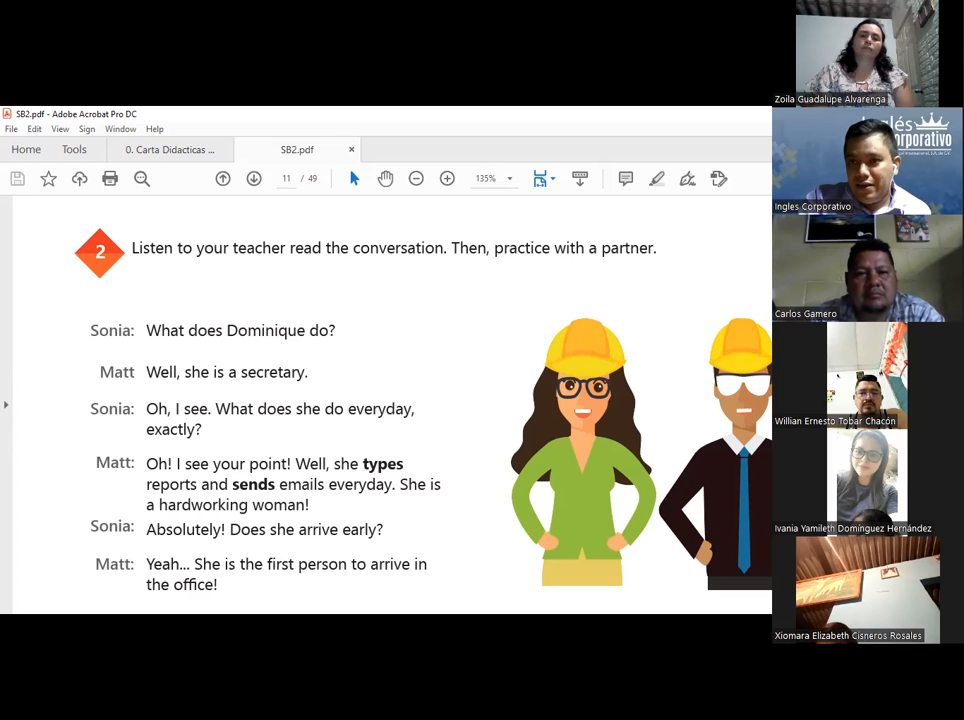 SB2.pdf - Adobe Acrobat Pro DC
File Edit View Sign Window Help
Home Tools 0. Carta Didacticas ... SB2.pdf ×
11 / 49 135%
2 Listen to your teacher read the conversation. Then, practice with a partner.
Sonia: What does Dominique do?
Matt Well, she is a secretary.
Sonia: Oh, I see. What does she do everyday,
exactly?
Matt: Oh! I see your point! Well, she types
reports and sends emails everyday. She is
a hardworking woman!
Sonia: Absolutely! Does she arrive early?
Matt: Yeah... She is the first person to arrive in
the office!
Zoila Guadalupe Alvarenga
Inglés
Corporativo
Ingles Corporativo
Carlos Gamero
Willian Ernesto Tobar Chacón
Ivania Yamileth Domínguez Hernández
Xiomara Elizabeth Cisneros Rosales